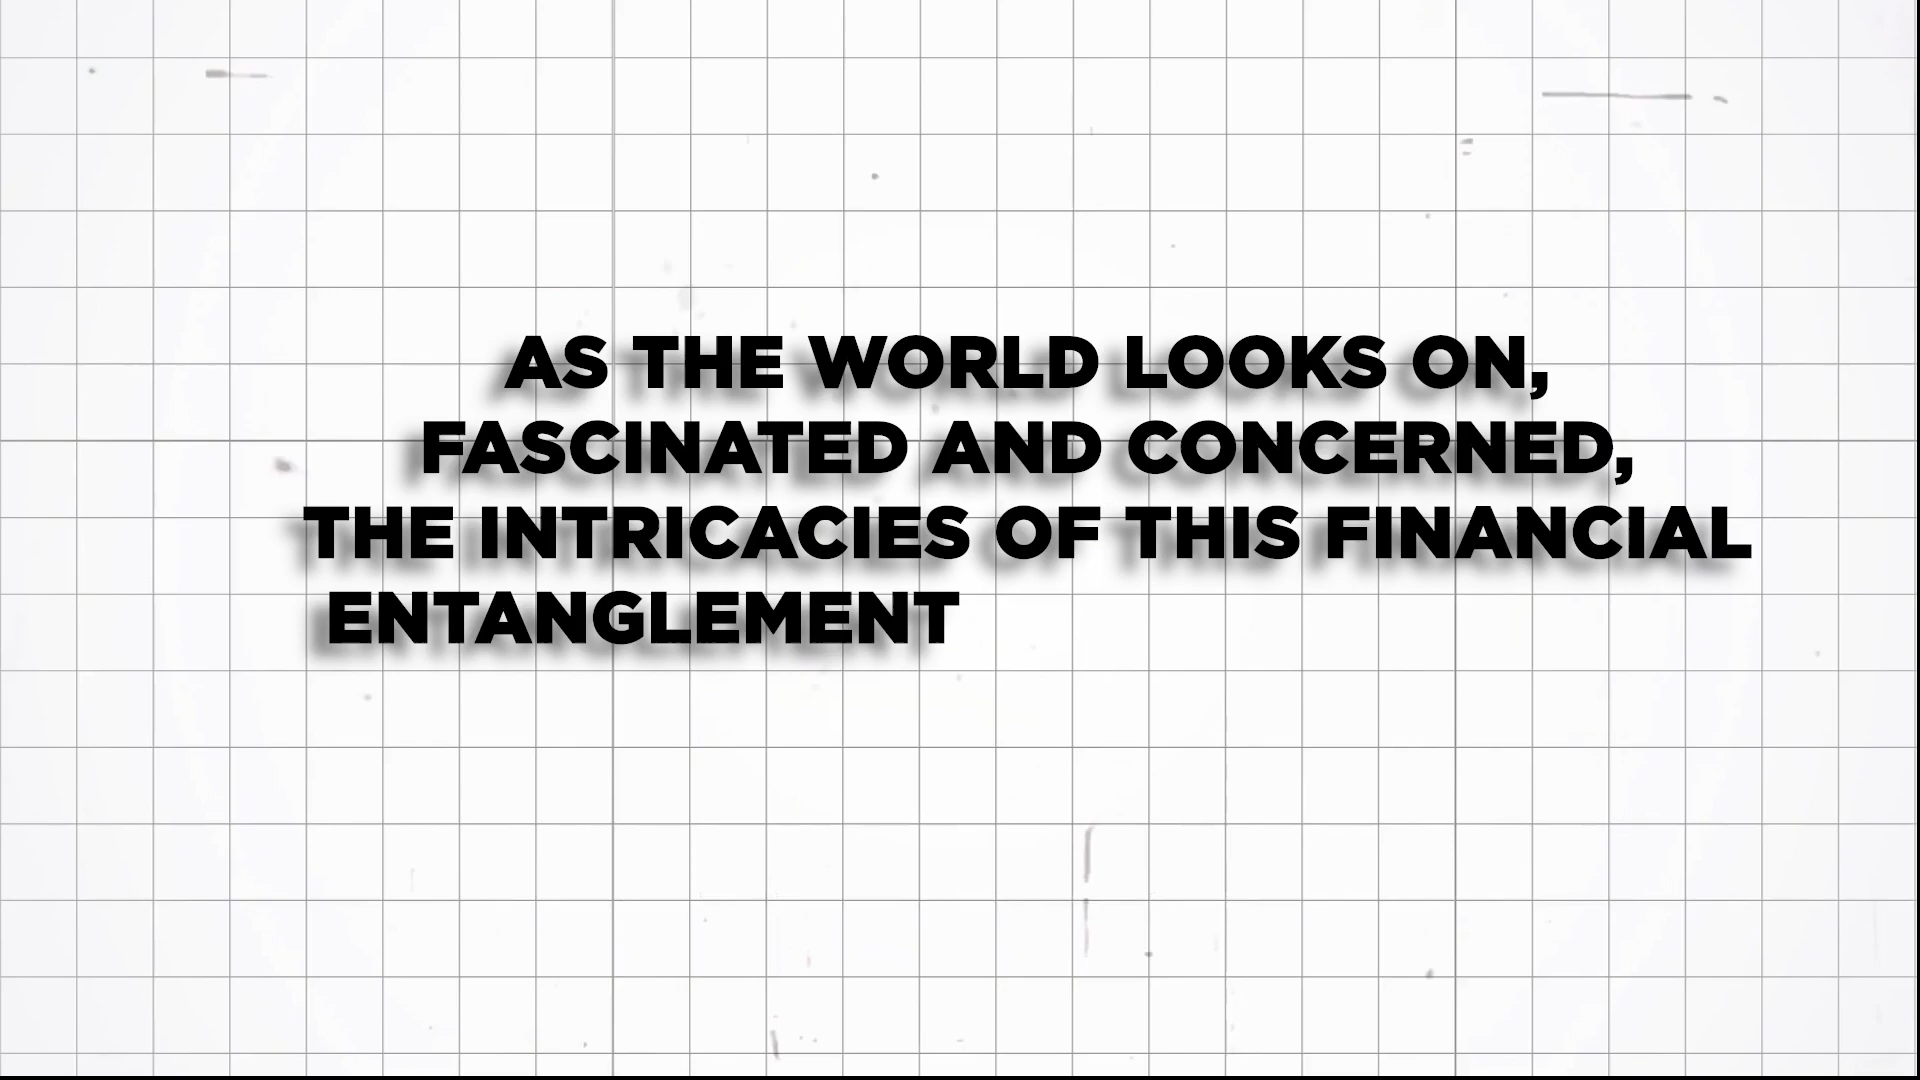 AS THE WORLD LOOKS ON,
FASCINATED AND CONCERNED,
THE INTRICACIES OF THIS FINANCIAL
ENTANGLEMENT